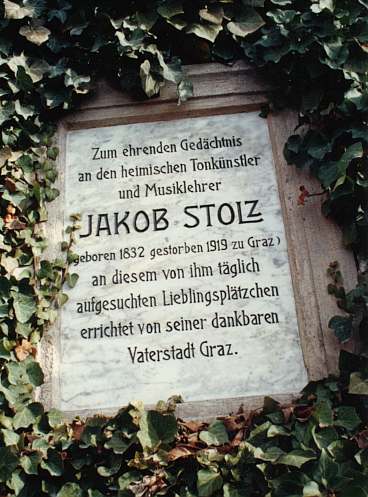 Zum ehrenden Gedächtnis
an den heimischen Tonkünstler
und Musiklehrer
JAKOB STOLZ
geboren 1832 gestorben 1919 zu Graz)
an diesem von ihm täglich
aufgesuchten Lieblingsplätzchen
errichtet von seiner dankbaren
Vaterstadt Graz.